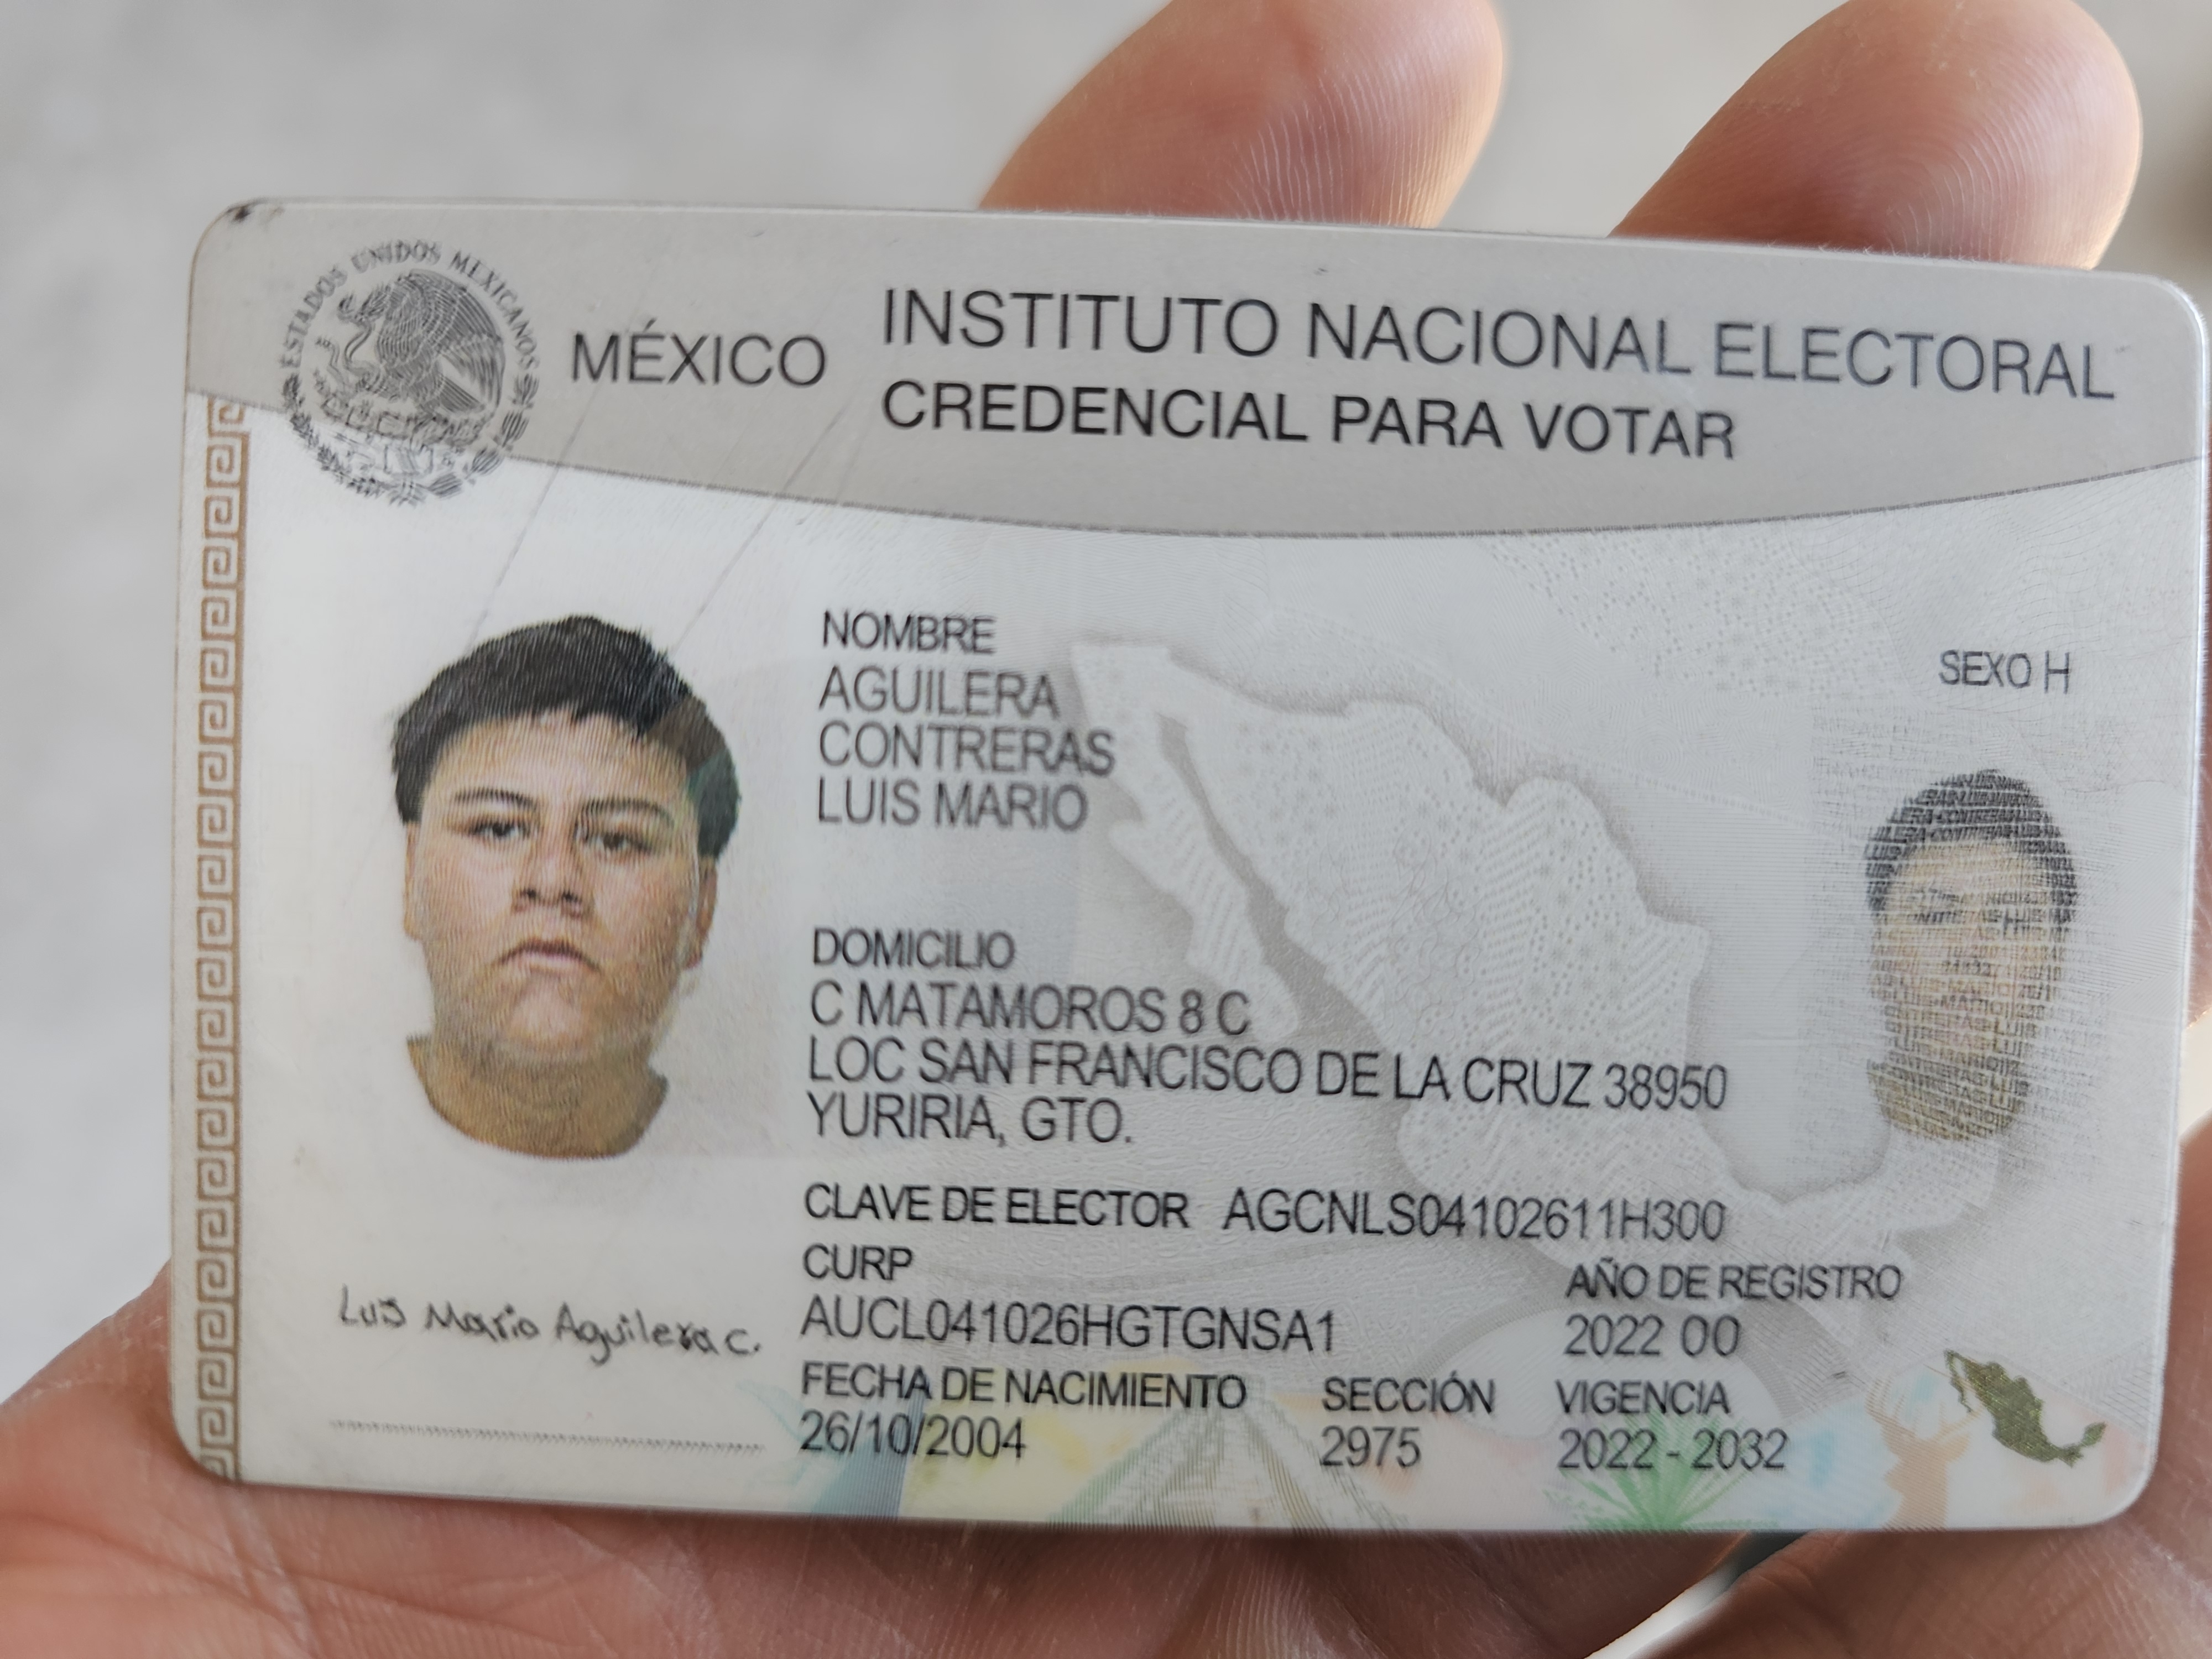 ESTADOS UNIDOS MEXICANOS
MÉXICO
INSTITUTO NACIONAL ELECTORAL
CREDENCIAL PARA VOTAR
NOMBRE
AGUILERA
CONTRERAS
LUIS MARIO
SEXO H
DOMICILIO
C MATAMOROS 8 C
LOC SAN FRANCISCO DE LA CRUZ 38950
YURIRIA, GTO.
CLAVE DE ELECTOR AGCNLS04102611H300
CURP
AUCL041026HGTGNSA1
AÑO DE REGISTRO
2022 00
FECHA DE NACIMIENTO
26/10/2004
SECCIÓN
2975
VIGENCIA
2022 - 2032
Luis Mario Aguilera C.